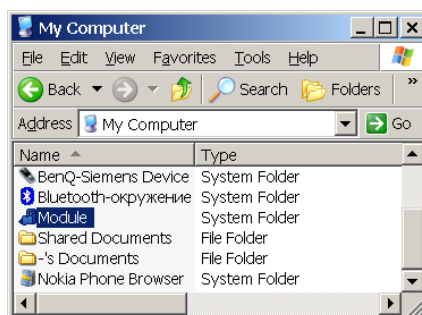 My Computer
File Edit View Favorites Tools Help
Back Search Folders »
Address My Computer Go
Name Type
BenQ-Siemens Device System Folder
Bluetooth-окружение System Folder
Module System Folder
Shared Documents File Folder
-'s Documents File Folder
Nokia Phone Browser System Folder